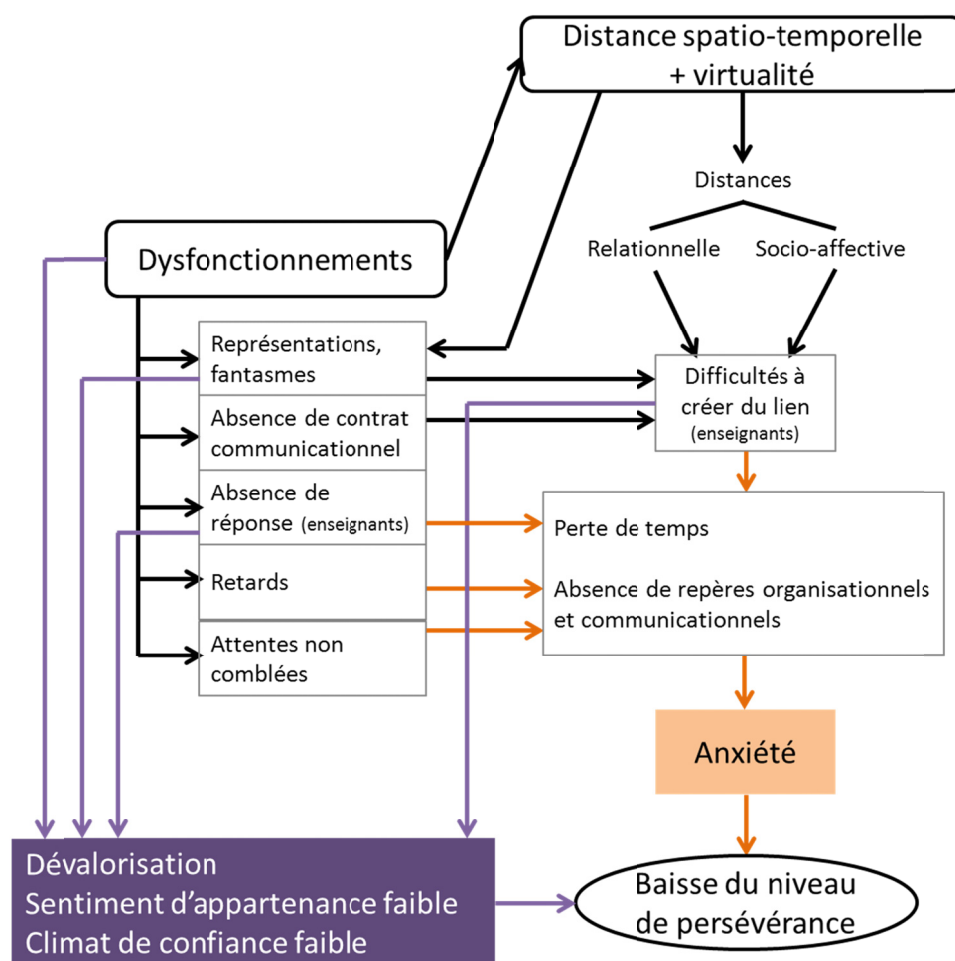 Distance spatio-temporelle
+ virtualité
Distances
Relationnelle
Socio-affective
Dysfonctionnements
Représentations,
fantasmes
Absence de contrat
communicationnel
Absence de
réponse (enseignants)
Retards
Attentes non
comblées
Difficultés à
créer du lien
(enseignants)
Perte de temps
Absence de repères organisationnels
et communicationnels
Anxiété
Dévalorisation
Sentiment d’appartenance faible
Climat de confiance faible
Baisse du niveau
de persévérance